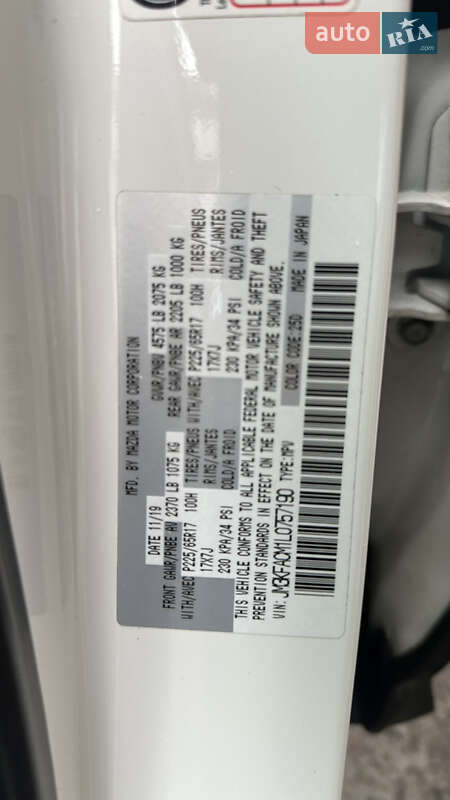 auto RIA.com
MFD. BY MAZDA MOTOR CORPORATION
DATE 11/19 GVWR/PNBV 4575 LB 2075 KG
FRONT GAWR/PNBE AV 2370 LB 1075 KG REAR GAWR/PNBE AR 2205 LB 1000 KG
WITH/AVEC P225/65R17 100H TIRES/PNEUS WITH/AVEC P225/65R17 100H TIRES/PNEUS
17X7J RIMS/JANTES 17X7J RIMS/JANTES
230 KPA/34 PSI COLD/A FROID 230 KPA/34 PSI COLD/A FROID
THIS VEHICLE CONFORMS TO ALL APPLICABLE FEDERAL MOTOR VEHICLE SAFETY AND THEFT
PREVENTION STANDARDS IN EFFECT ON THE DATE OF MANUFACTURE SHOWN ABOVE.
VIN: JM3KFACM1L0757190 TYPE:MPV COLOR CODE:25D MADE IN JAPAN